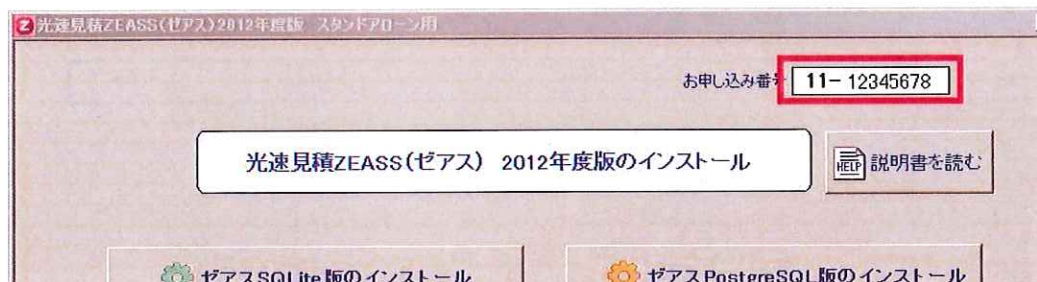 光速見積ZEASS(ゼアス)2012年度版 スタンドアローン用
お申し込み番号 11- 12345678
光速見積ZEASS(ゼアス) 2012年度版のインストール
HELP 説明書を読む
ゼアスSQLite版のインストール
ゼアスPostgreSQL版のインストール